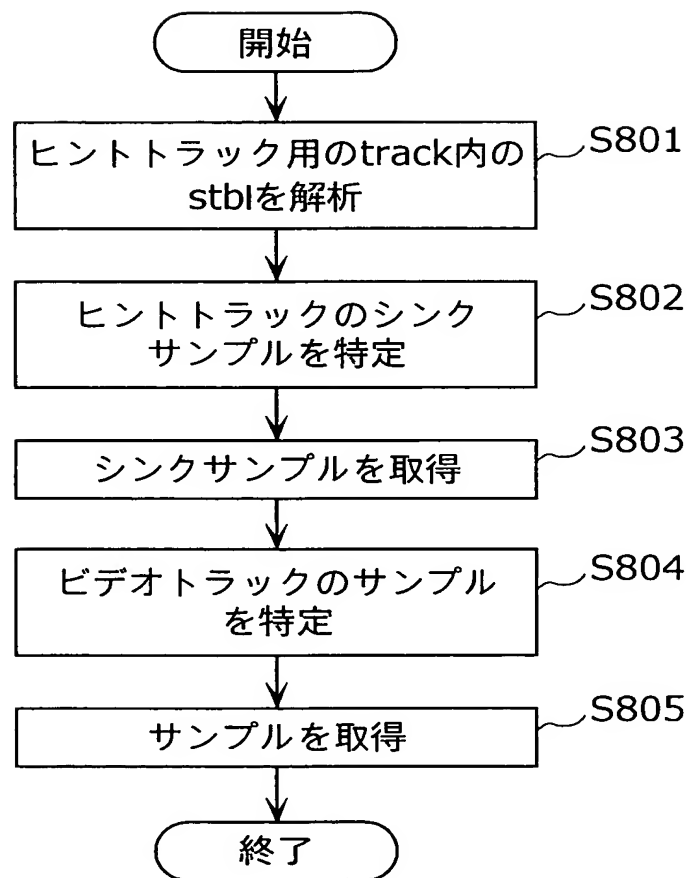 開始
ヒントトラック用のtrack内の
stblを解析
S801
ヒントトラックのシンク
サンプルを特定
S802
シンクサンプルを取得
S803
ビデオトラックのサンプル
を特定
S804
サンプルを取得
S805
終了